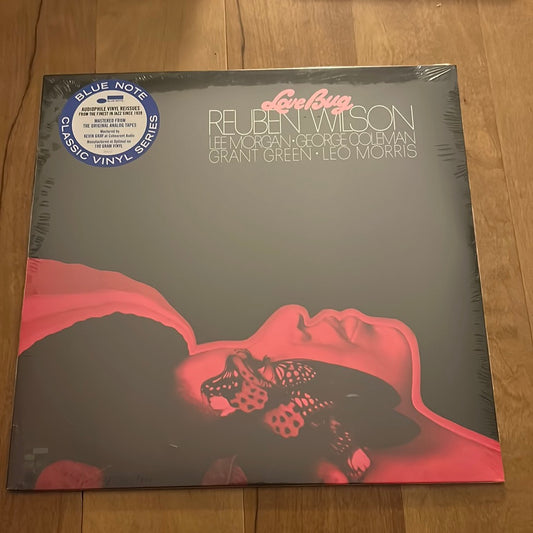 Love Bug
REUBEN WILSON
LEE MORGAN · GEORGE COLEMAN
GRANT GREEN · LEO MORRIS
BLUE NOTE
BLUE NOTE
AUDIOPHILE VINYL REISSUES
FROM THE FINEST IN JAZZ SINCE 1939
MASTERED FROM
THE ORIGINAL ANALOG TAPES
Mastered by
KEVIN GRAY at Cohearent Audio
Manufactured at Optimal on
180 GRAM VINYL
CLASSIC VINYL SERIES